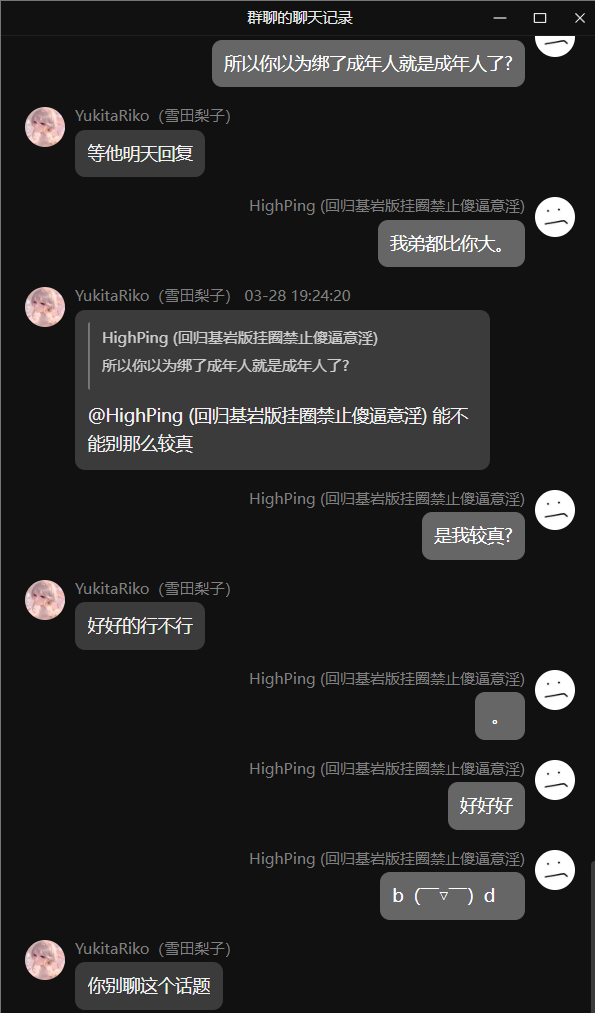 群聊的聊天记录
所以你以为绑了成年人就是成年人了?
YukitaRiko（雪田梨子）
等他明天回复
HighPing (回归基岩版挂圈禁止傻逼意淫)
我弟都比你大。
YukitaRiko（雪田梨子） 03-28 19:24:20
HighPing (回归基岩版挂圈禁止傻逼意淫)
所以你以为绑了成年人就是成年人了?
@HighPing (回归基岩版挂圈禁止傻逼意淫) 能不
能别那么较真
HighPing (回归基岩版挂圈禁止傻逼意淫)
是我较真?
YukitaRiko（雪田梨子）
好好的行不行
HighPing (回归基岩版挂圈禁止傻逼意淫)
。
HighPing (回归基岩版挂圈禁止傻逼意淫)
好好好
HighPing (回归基岩版挂圈禁止傻逼意淫)
b（￣▽￣）d
YukitaRiko（雪田梨子）
你别聊这个话题